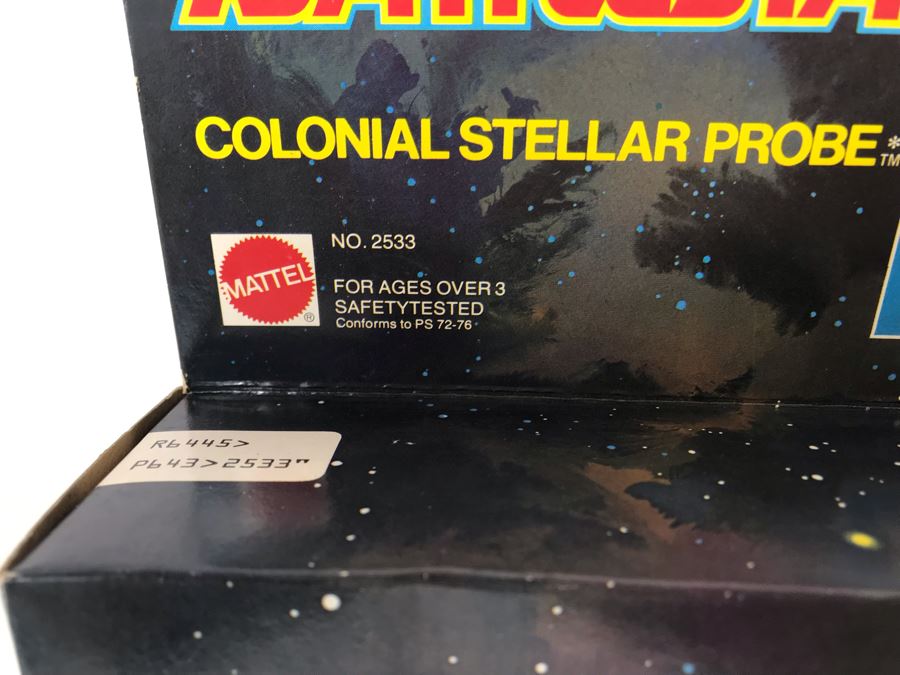 COLONIAL STELLAR PROBE*
TM
MATTEL
®
NO. 2533
FOR AGES OVER 3
SAFETYTESTED
Conforms to PS 72-76
R6445>
P643>2533"